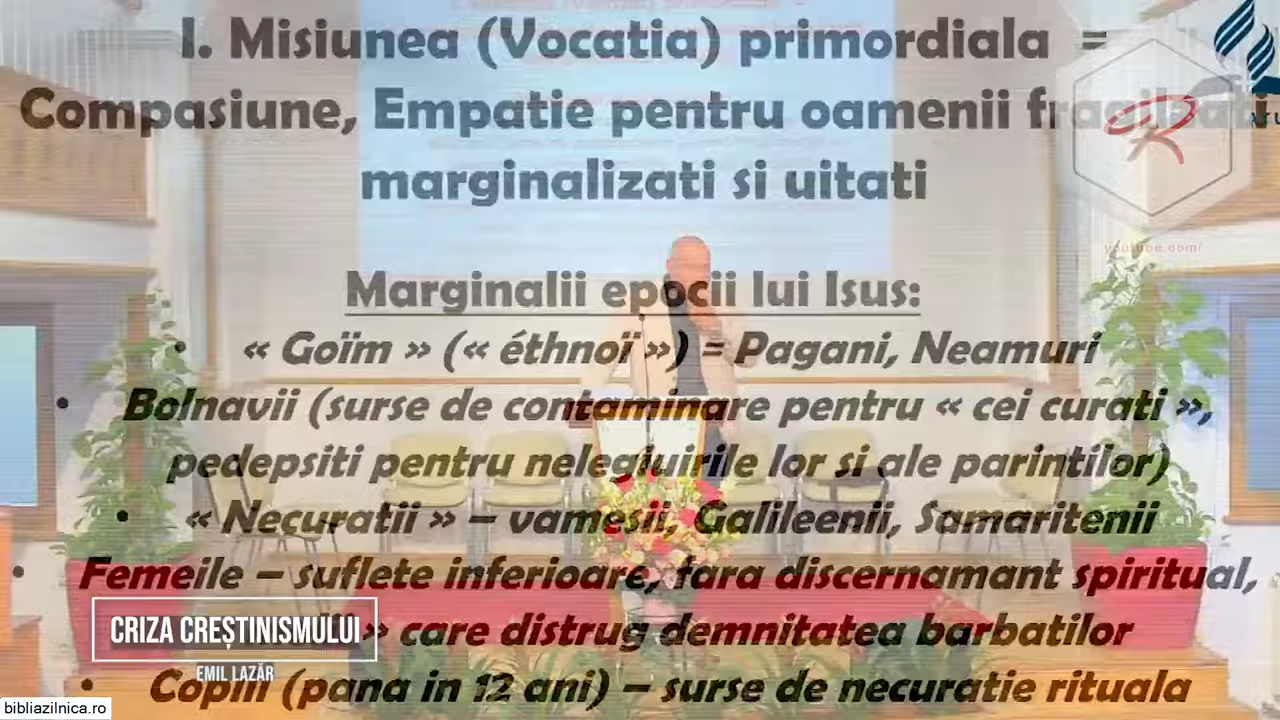 I. Misiunea (Vocatia) primordiala =
Compasiune, Empatie pentru oamenii
marginalizati si uitati
Marginalii epocii lui Isus:
• « Goïm » (« éthnoï ») = Pagani, Neamuri
• Bolnavii (surse de contaminare pentru « cei curati »,
pedepsiti pentru nelegiuirile lor si ale parintilor)
• « Necuratii » – vamesii, Galileenii, Samaritenii
• Femeile – suflete inferioare, fara discernamant spiritual,
» care distrug demnitatea barbatilor
• Copiii (pana in 12 ani) – surse de necuratie rituala
R
youtube.com/
CRIZA CREȘTINISMULUI
EMIL LAZĂR
bibliazilnica.ro